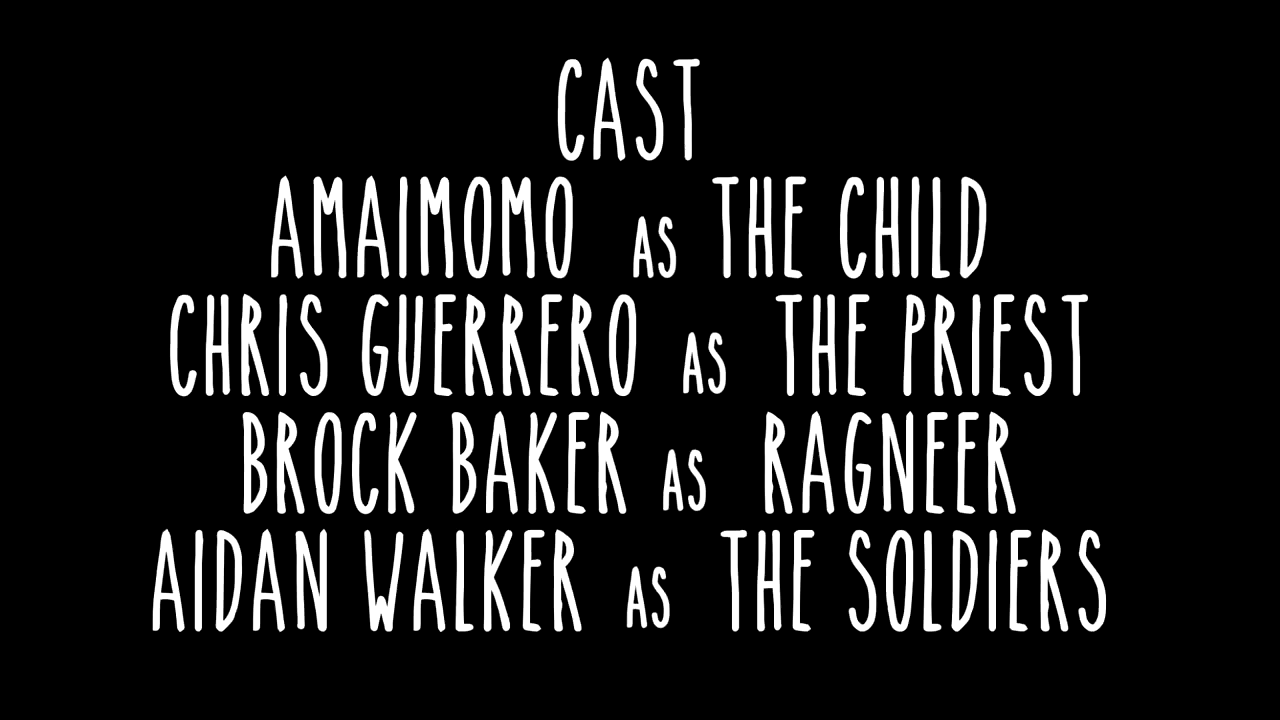 CAST
AMAIMOMO AS THE CHILD
CHRIS GUERRERO AS THE PRIEST
BROCK BAKER AS RAGNEER
AIDAN WALKER AS THE SOLDIERS